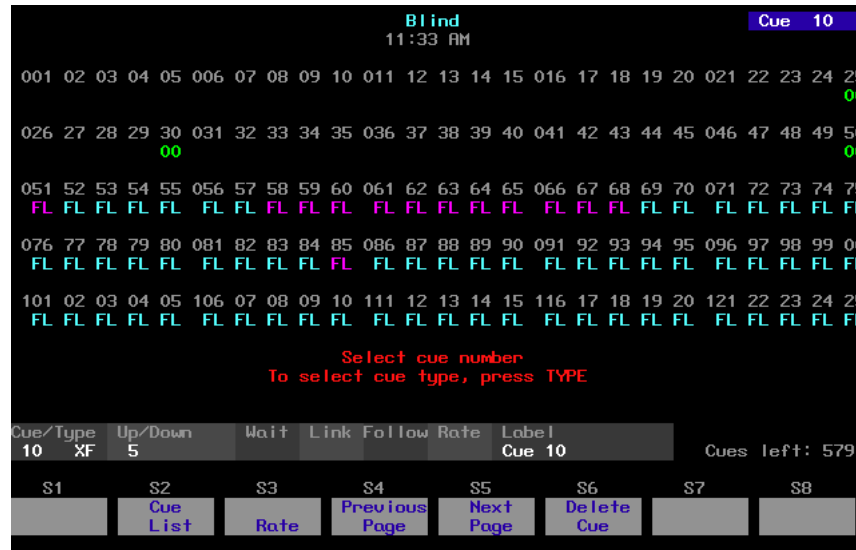 Blind Cue 10
11:33 AM
001 02 03 04 05 006 07 08 09 10 011 12 13 14 15 016 17 18 19 20 021 22 23 24
026 27 28 29 30 031 32 33 34 35 036 37 38 39 40 041 42 43 44 45 046 47 48 49
00
051 52 53 54 55 056 57 58 59 60 061 62 63 64 65 066 67 68 69 70 071 72 73 74
FL FL FL FL FL FL FL FL FL FL FL FL FL FL FL FL FL FL FL FL FL FL FL FL
076 77 78 79 80 081 82 83 84 85 086 87 88 89 90 091 92 93 94 95 096 97 98 99
FL FL FL FL FL FL FL FL FL FL FL FL FL FL FL FL FL FL FL FL FL FL FL FL
101 02 03 04 05 106 07 08 09 10 111 12 13 14 15 116 17 18 19 20 121 22 23 24
FL FL FL FL FL FL FL FL FL FL FL FL FL FL FL FL FL FL FL FL FL FL FL FL
Select cue number
To select cue type, press TYPE
Cue/Type Up/Down Wait Link Follow Rate Label
10 XF 5 Cue 10 Cues left: 579
S1 S2 S3 S4 S5 S6 S7 S8
Cue Previous Next Delete
List Rate Page Page Cue